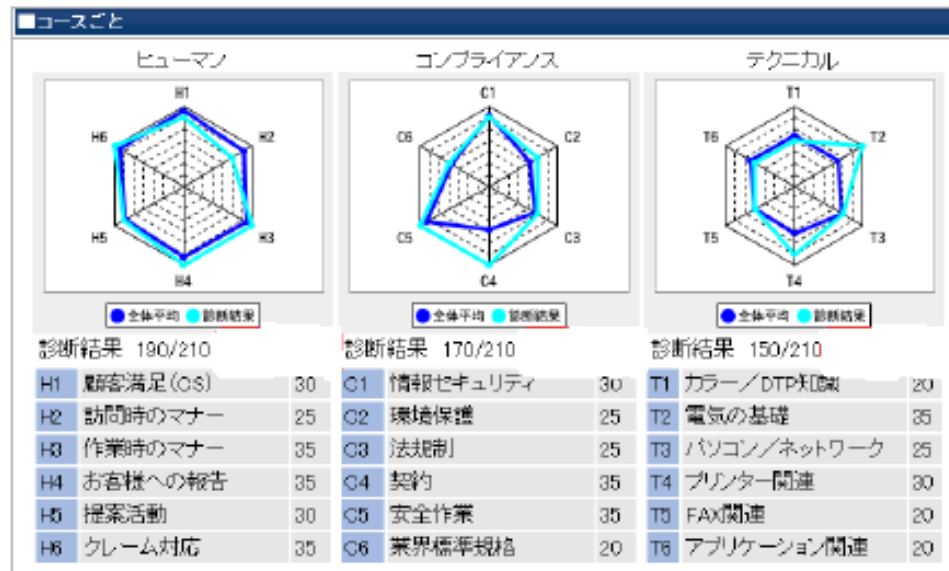 ■コースごと
ヒューマン
H1
H2
H3
H4
H5
H6
●全体平均 ●診断結果
診断結果 190/210
H1 顧客満足(CS) 30
H2 訪問時のマナー 25
H3 作業時のマナー 35
H4 お客様への報告 35
H5 提案活動 30
H6 クレーム対応 35
コンプライアンス
C1
C2
C3
C4
C5
C6
●全体平均 ●診断結果
診断結果 170/210
C1 情報セキュリティ 30
C2 環境保護 25
C3 法規制 25
C4 契約 35
C5 安全作業 35
C6 業界標準規格 20
テクニカル
T1
T2
T3
T4
T5
T6
●全体平均 ●診断結果
診断結果 150/210
T1 カラー／DTP知識 20
T2 電気の基礎 35
T3 パソコン／ネットワーク 25
T4 プリンター関連 30
T5 FAX関連 20
T6 アプリケーション関連 20